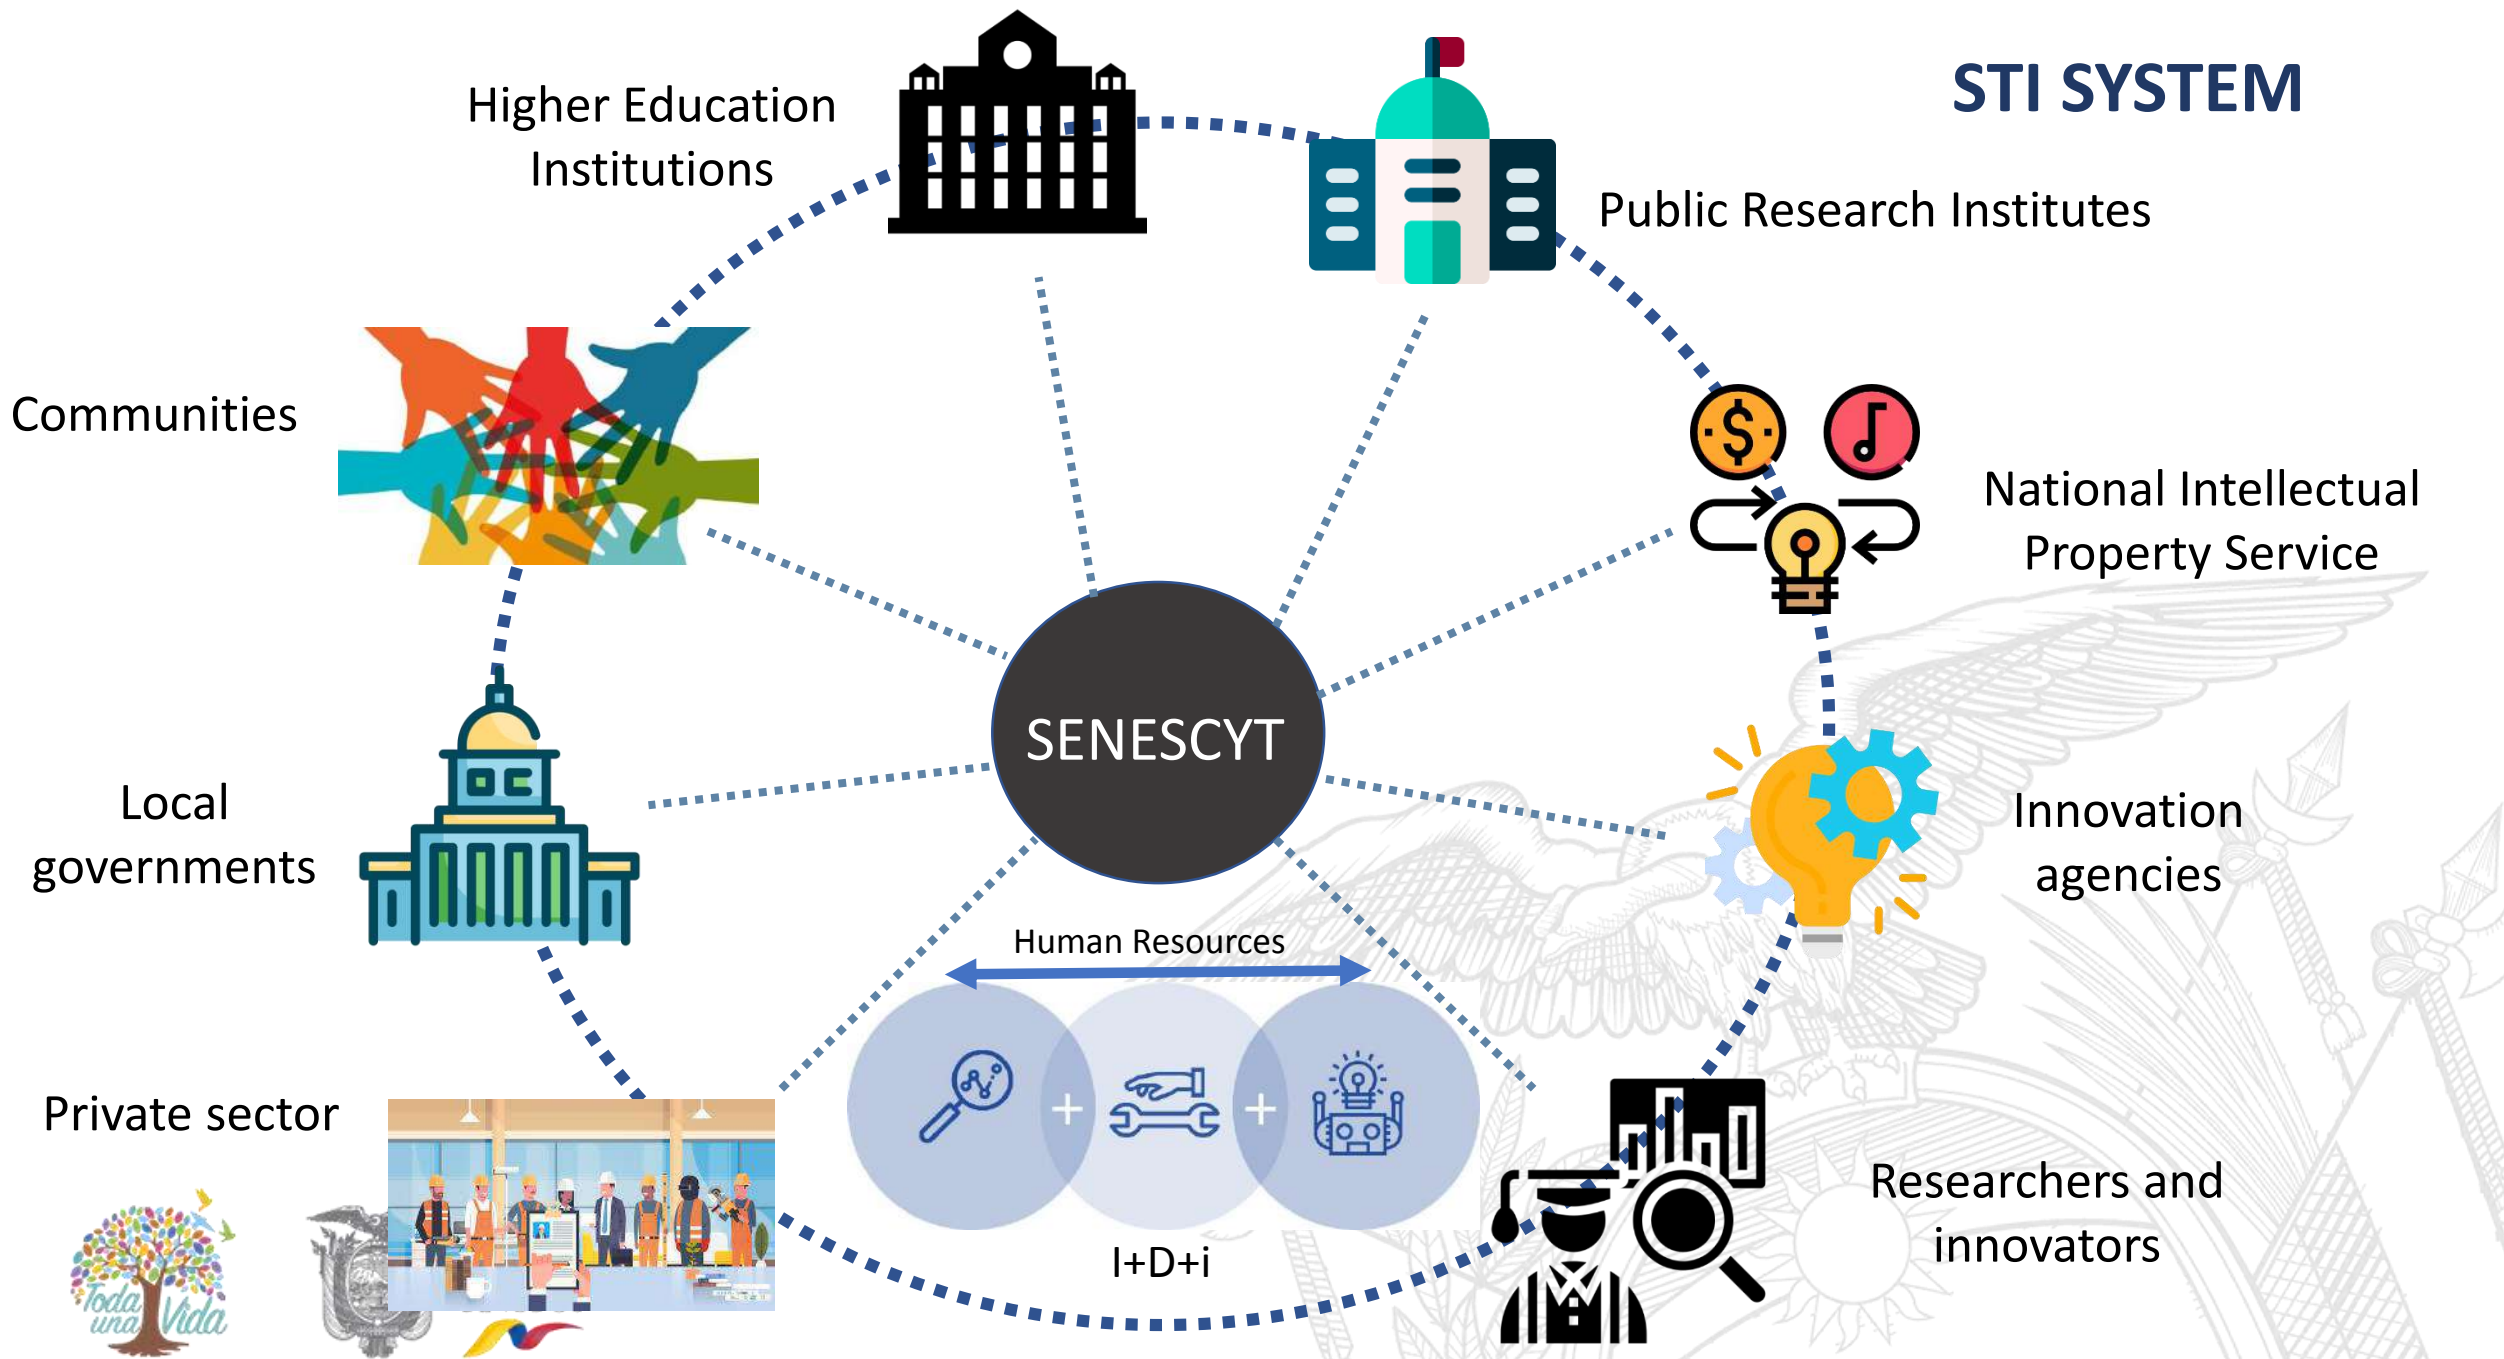 STI SYSTEM
Higher Education
Institutions
Public Research Institutes
Communities
National Intellectual
Property Service
SENESCYT
Local
governments
Innovation
agencies
Human Resources
+ +
Private sector
Researchers and
innovators
I+D+i
Toda
una Vida